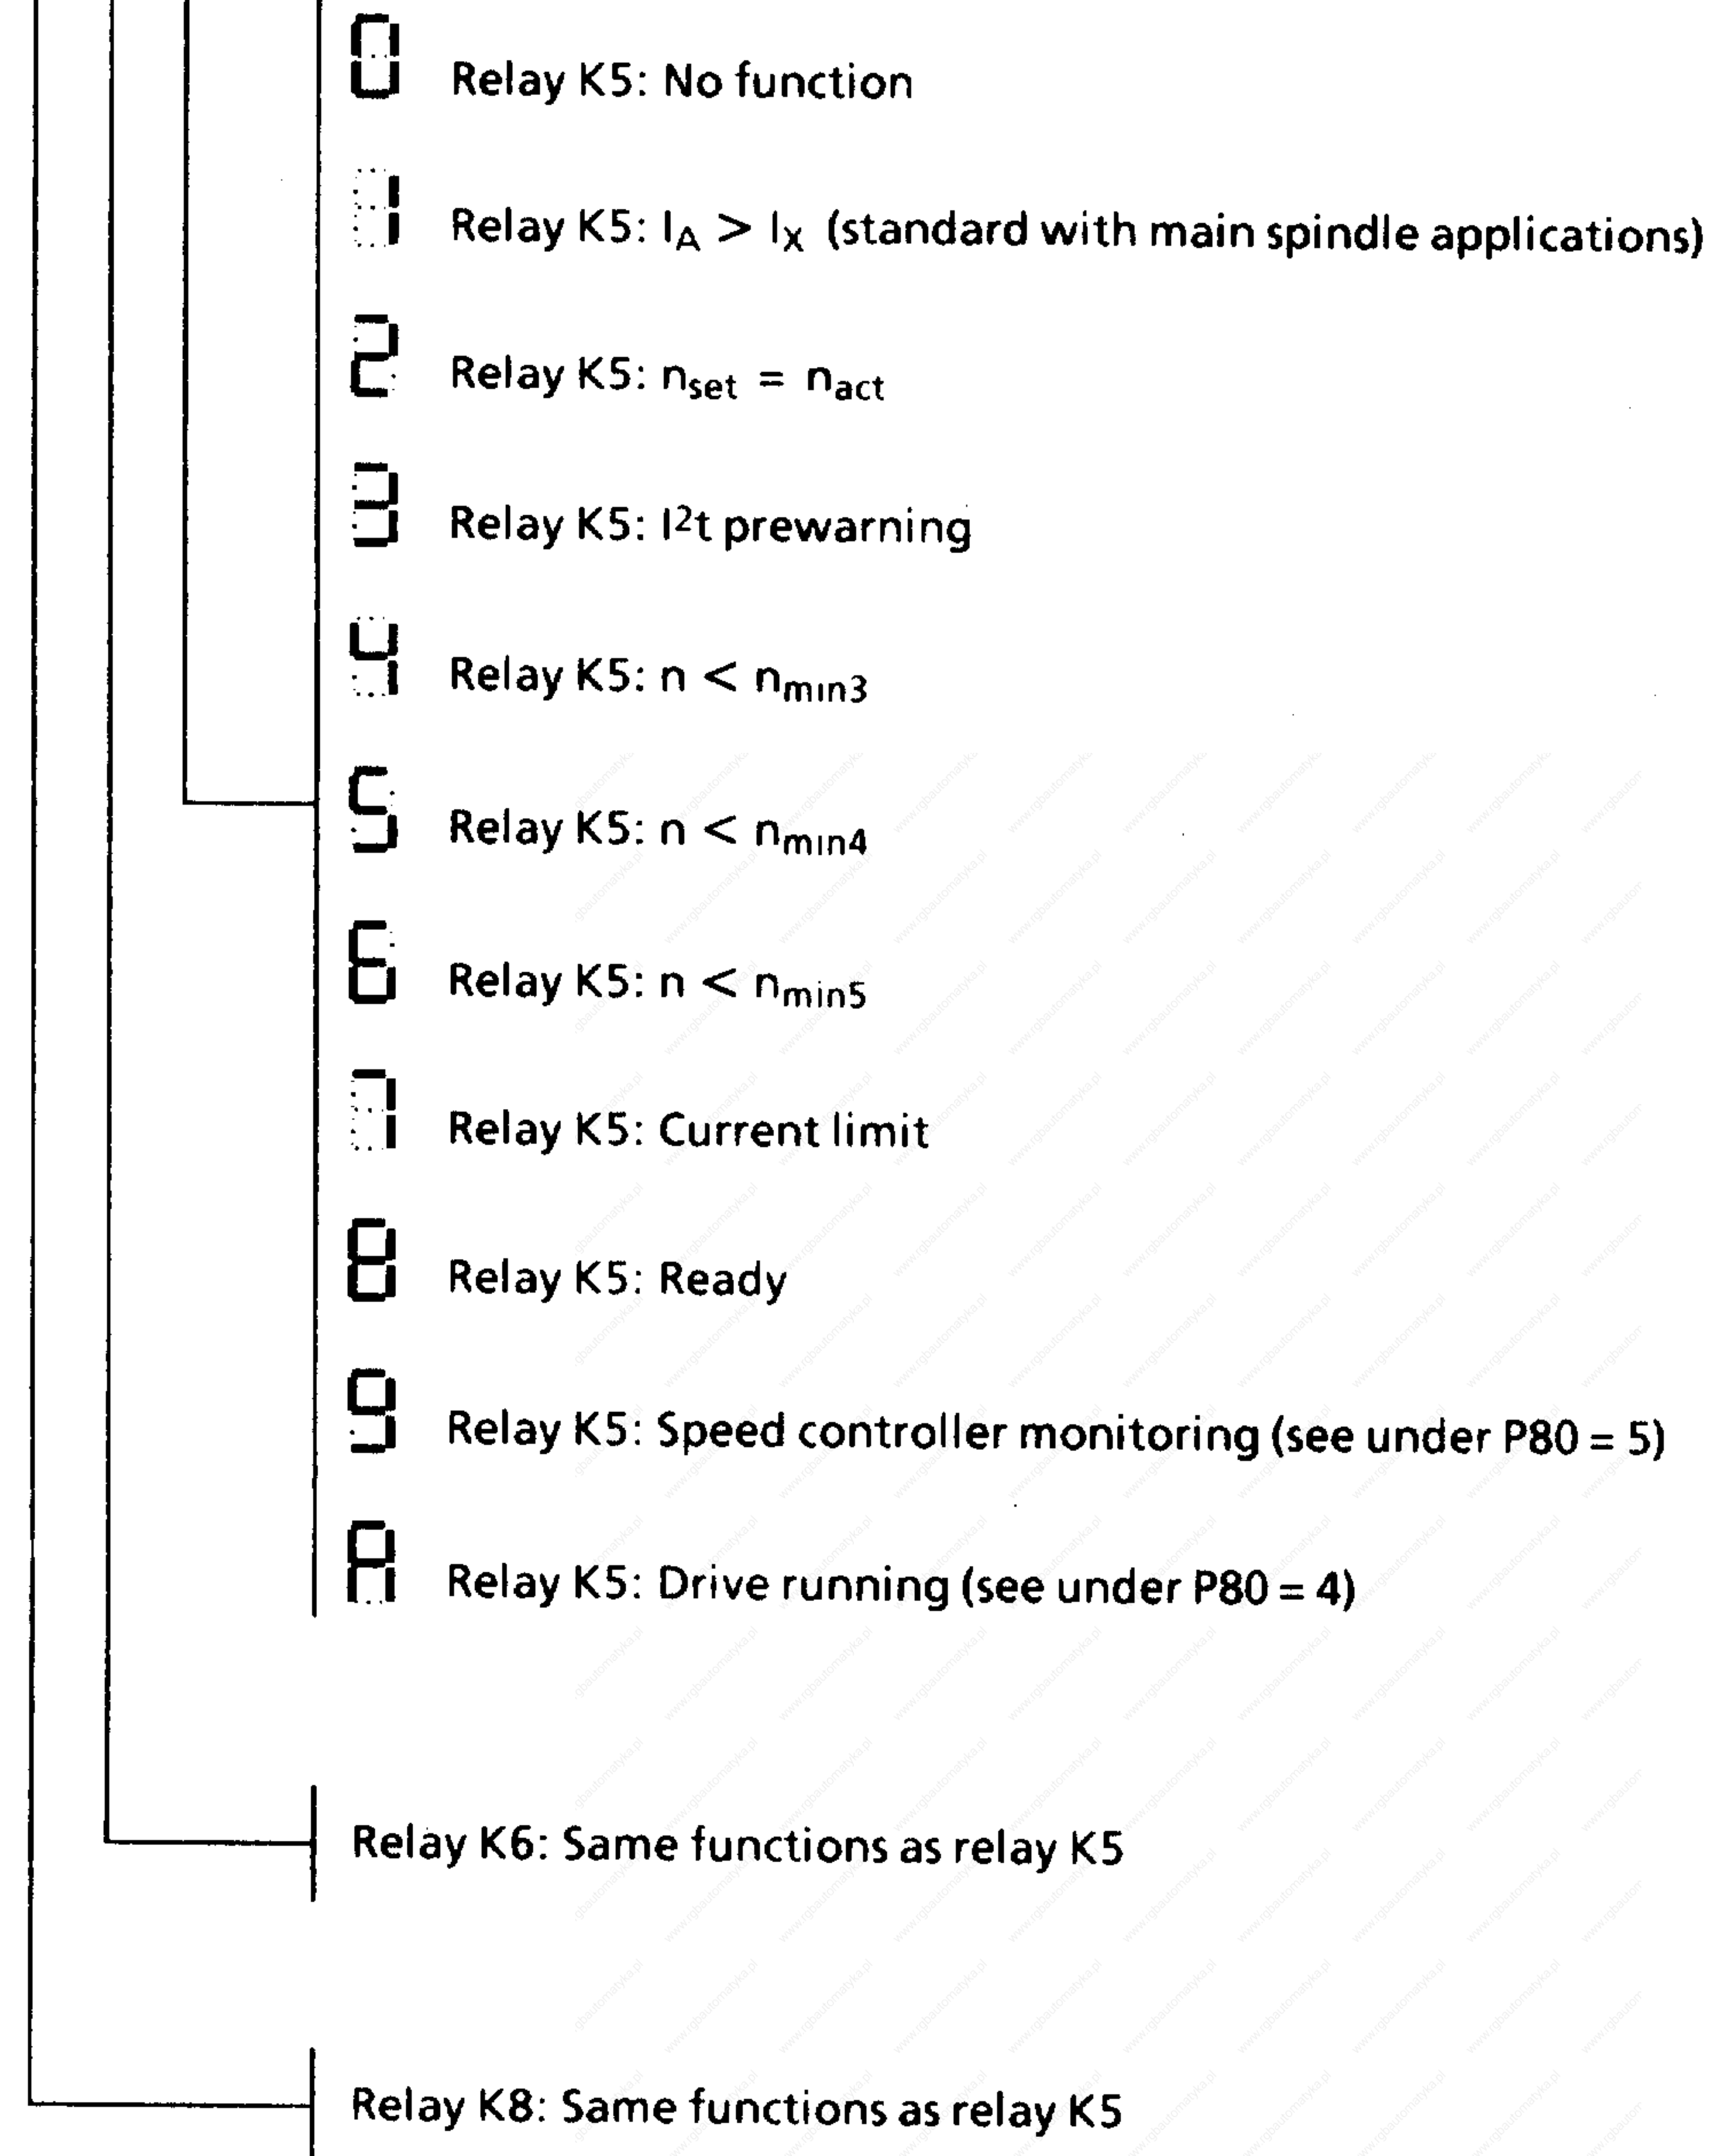 0 Relay K5: No function
1 Relay K5: I_A > I_X (standard with main spindle applications)
2 Relay K5: n_set = n_act
3 Relay K5: I²t prewarning
4 Relay K5: n < n_min3
5 Relay K5: n < n_min4
6 Relay K5: n < n_min5
7 Relay K5: Current limit
8 Relay K5: Ready
9 Relay K5: Speed controller monitoring (see under P80 = 5)
A Relay K5: Drive running (see under P80 = 4)
Relay K6: Same functions as relay K5
Relay K8: Same functions as relay K5
www.rgbautomatyka.pl